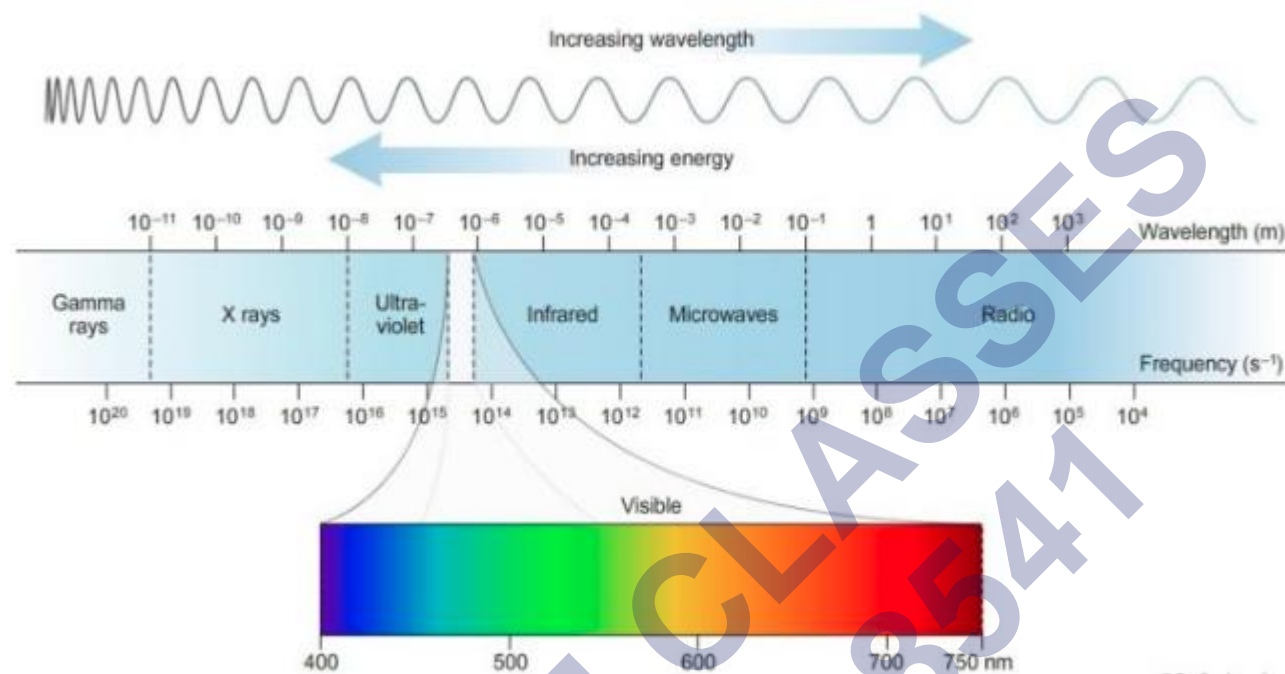 Increasing wavelength
Increasing energy
10⁻¹¹ 10⁻¹⁰ 10⁻⁹ 10⁻⁸ 10⁻⁷ 10⁻⁶ 10⁻⁵ 10⁻⁴ 10⁻³ 10⁻² 10⁻¹ 1 10¹ 10² 10³ Wavelength (m)
Gamma rays X rays Ultra-violet Infrared Microwaves Radio
Frequency (s⁻¹)
10²⁰ 10¹⁹ 10¹⁸ 10¹⁷ 10¹⁶ 10¹⁵ 10¹⁴ 10¹³ 10¹² 10¹¹ 10¹⁰ 10⁹ 10⁸ 10⁷ 10⁶ 10⁵ 10⁴
Visible
400 500 600 700 750 nm
CLASSES
8541